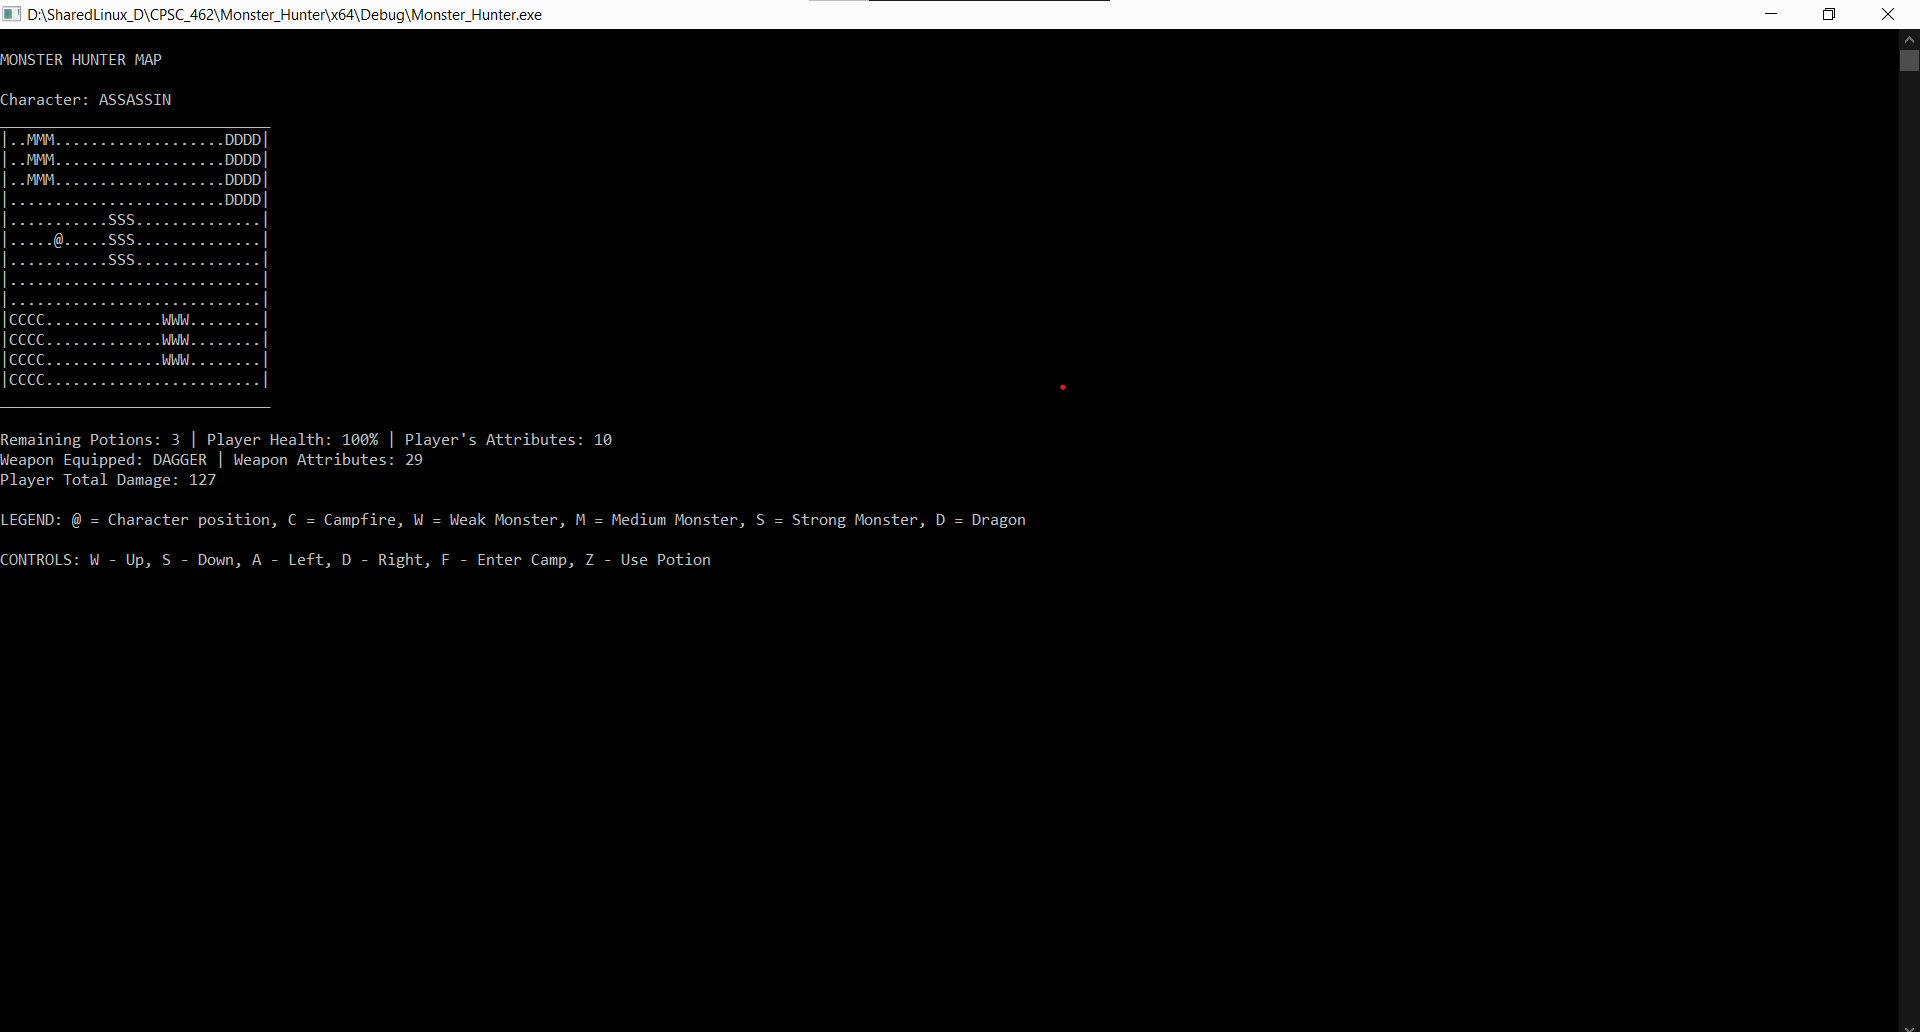 D:\SharedLinux_D\CPSC_462\Monster_Hunter\x64\Debug\Monster_Hunter.exe
MONSTER HUNTER MAP
Character: ASSASSIN
______________________________
|..MMM...................DDDD|
|..MMM...................DDDD|
|..MMM...................DDDD|
|........................DDDD|
|...........SSS..............|
|.....@.....SSS..............|
|...........SSS..............|
|............................|
|............................|
|CCCC.............WWW........|
|CCCC.............WWW........|
|CCCC.............WWW........|
|CCCC........................|
______________________________
Remaining Potions: 3 | Player Health: 100% | Player's Attributes: 10
Weapon Equipped: DAGGER | Weapon Attributes: 29
Player Total Damage: 127
LEGEND: @ = Character position, C = Campfire, W = Weak Monster, M = Medium Monster, S = Strong Monster, D = Dragon
CONTROLS: W - Up, S - Down, A - Left, D - Right, F - Enter Camp, Z - Use Potion